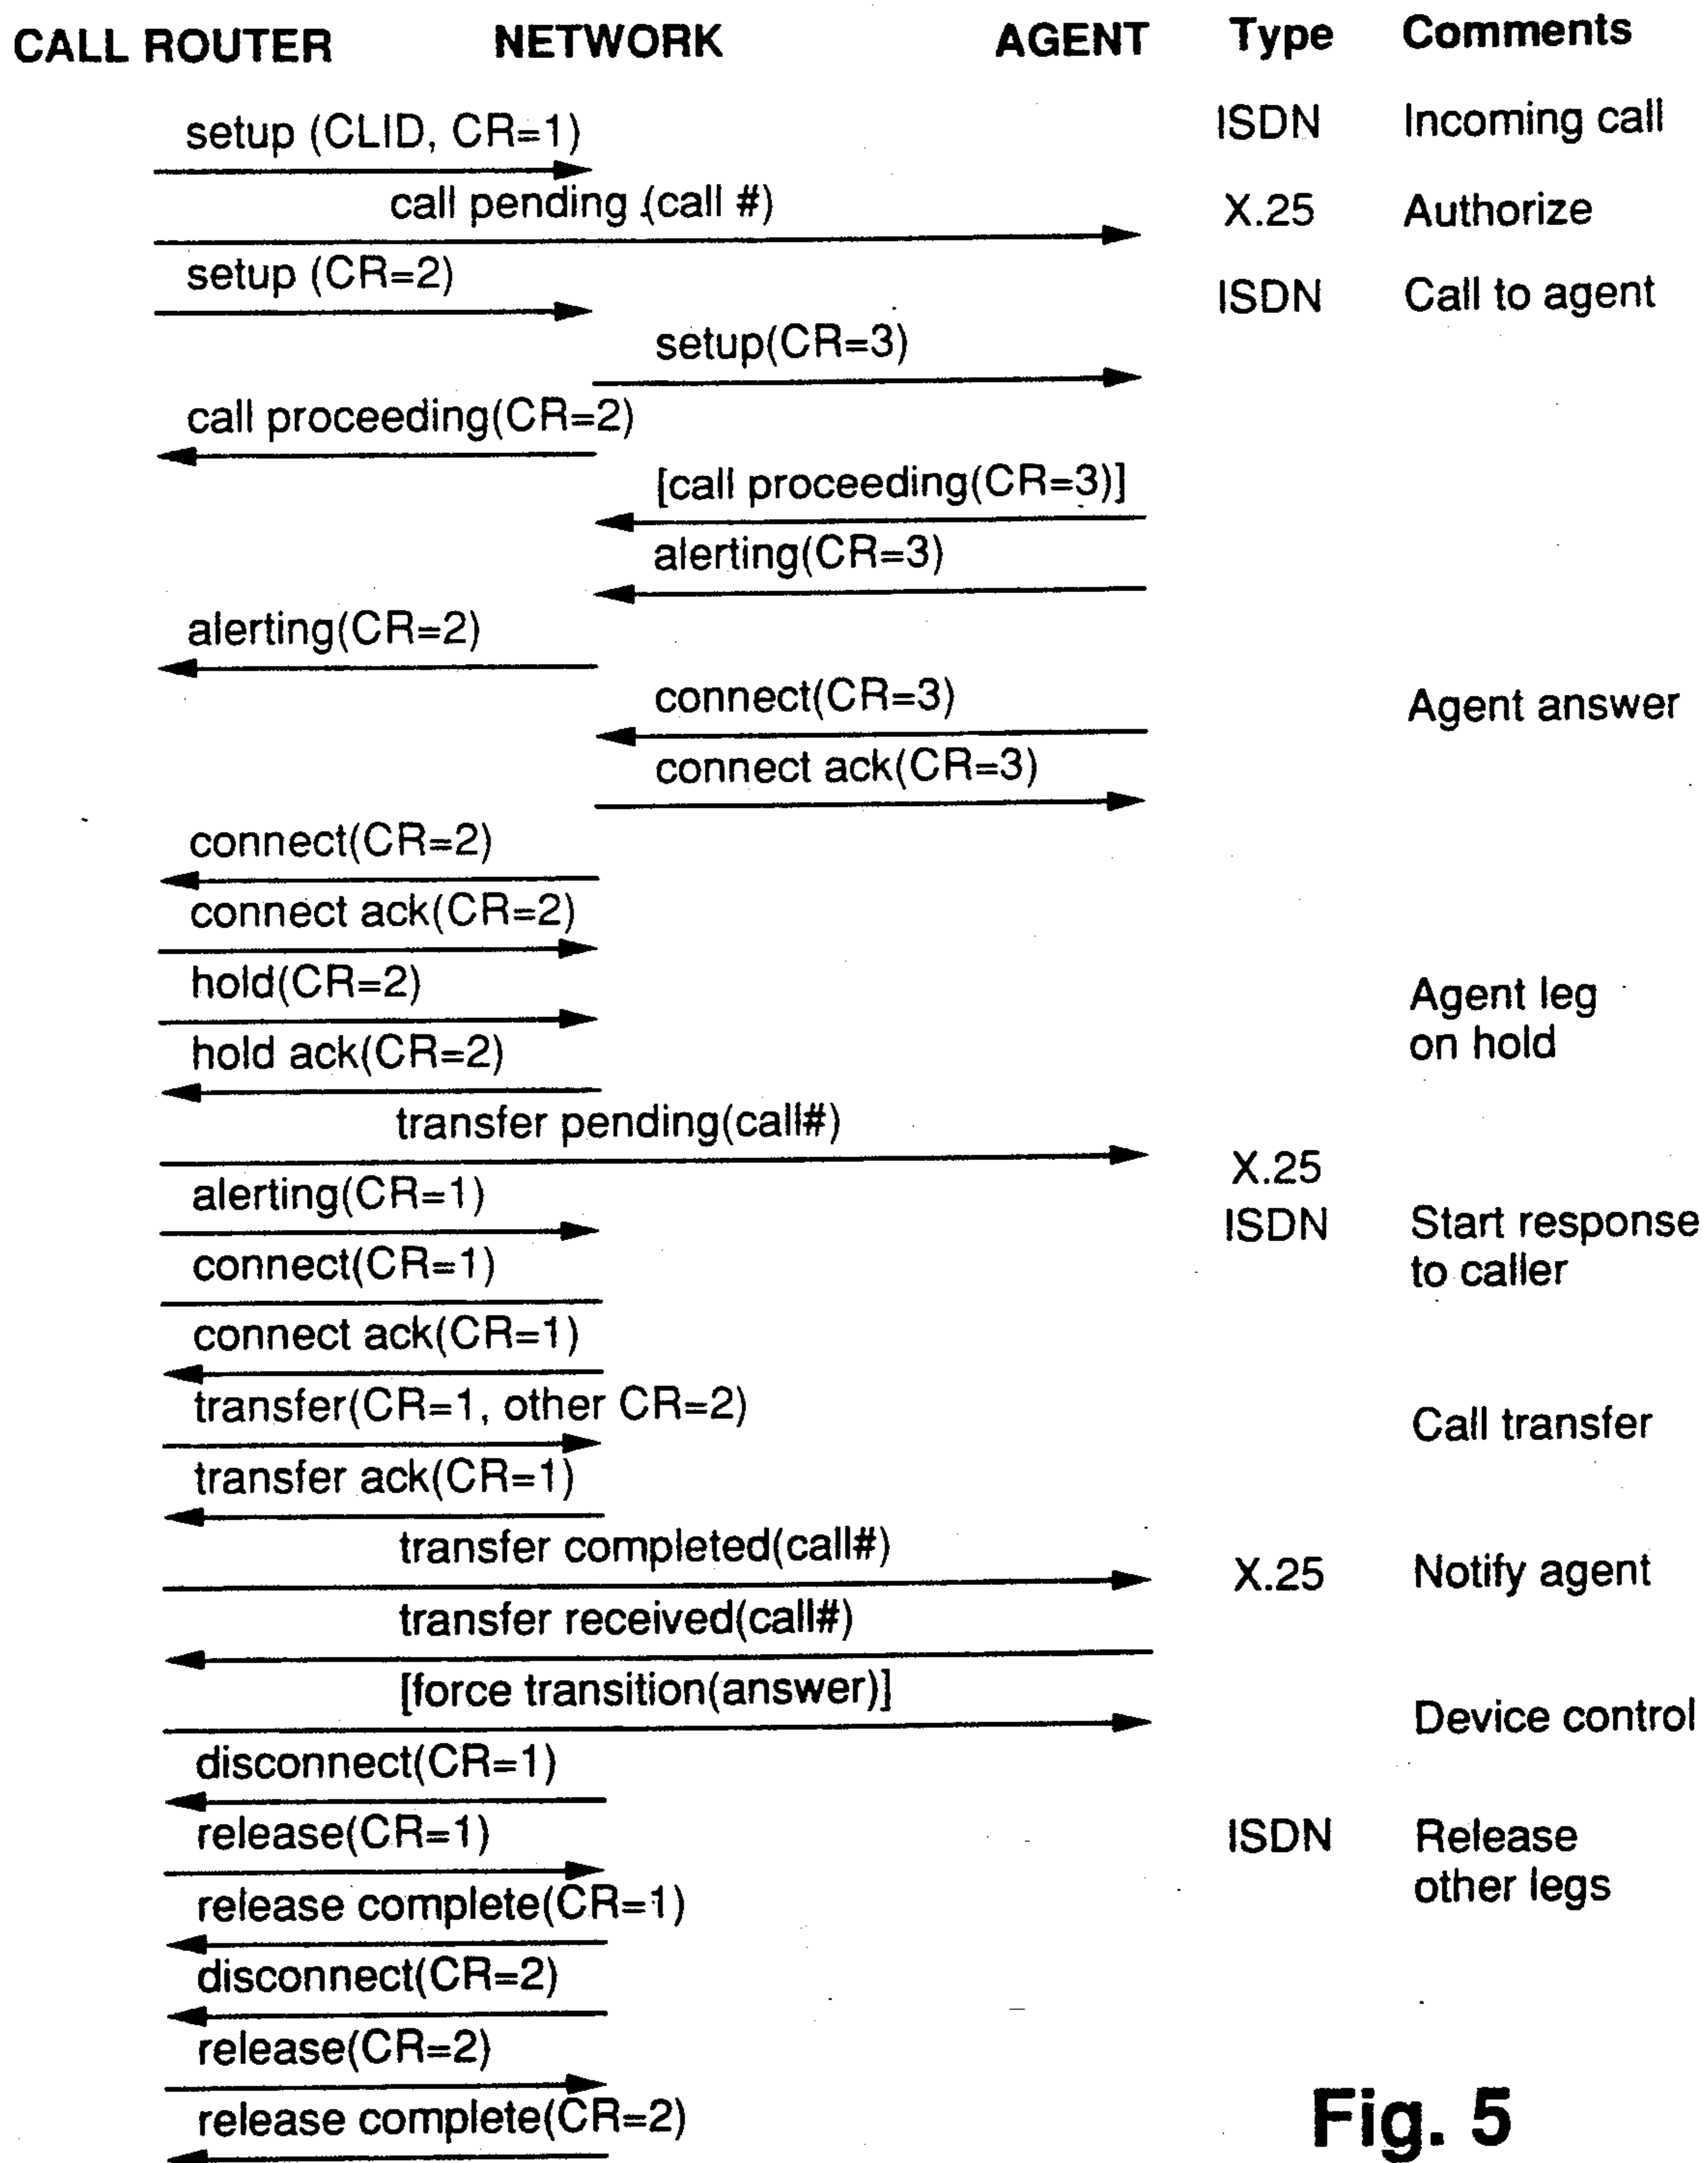 CALL ROUTER NETWORK AGENT Type Comments
setup (CLID, CR=1) ISDN Incoming call
call pending (call #) X.25 Authorize
setup (CR=2) ISDN Call to agent
setup(CR=3)
call proceeding(CR=2)
[call proceeding(CR=3)]
alerting(CR=3)
alerting(CR=2)
connect(CR=3) Agent answer
connect ack(CR=3)
connect(CR=2)
connect ack(CR=2)
hold(CR=2) Agent leg
hold ack(CR=2) on hold
transfer pending(call#) X.25
alerting(CR=1) ISDN Start response
connect(CR=1) to caller
connect ack(CR=1)
transfer(CR=1, other CR=2) Call transfer
transfer ack(CR=1)
transfer completed(call#) X.25 Notify agent
transfer received(call#)
[force transition(answer)] Device control
disconnect(CR=1)
release(CR=1) ISDN Release
release complete(CR=1) other legs
disconnect(CR=2)
release(CR=2)
release complete(CR=2)
Fig. 5